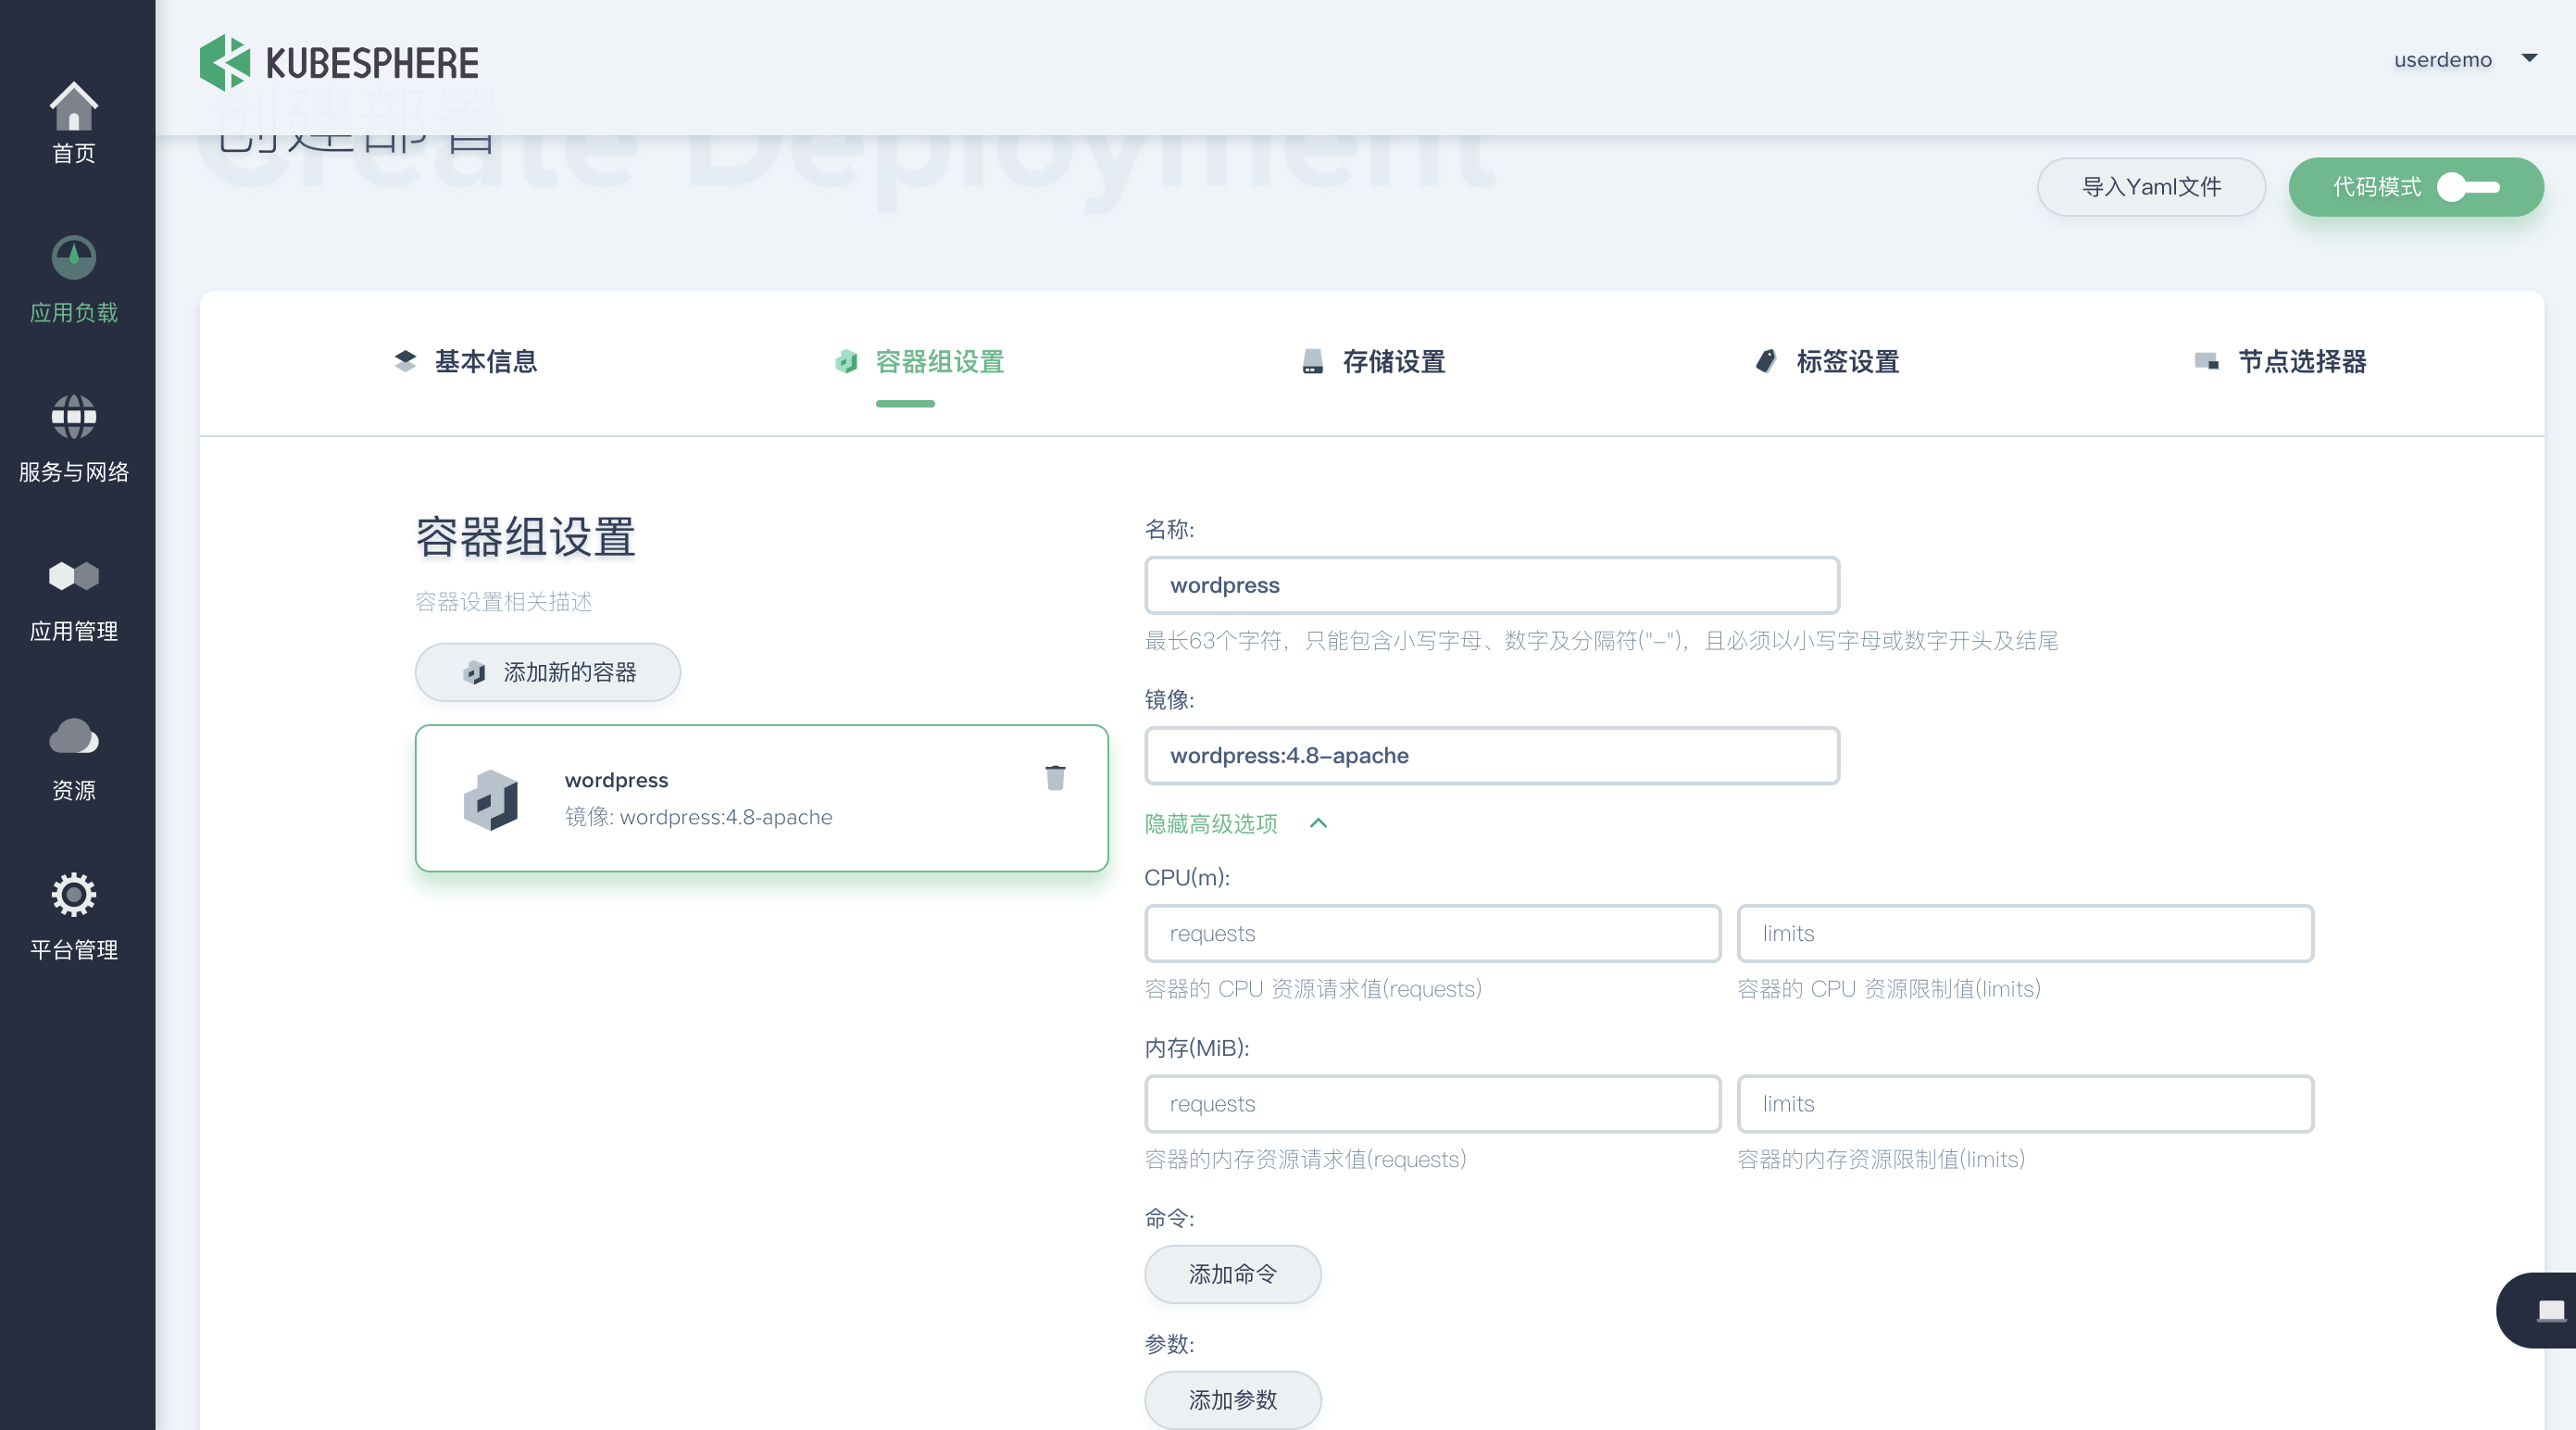 KUBESPHERE
userdemo
创建部署
Create Deployment
导入Yaml文件
代码模式
首页
应用负载
服务与网络
应用管理
资源
平台管理
基本信息
容器组设置
存储设置
标签设置
节点选择器
容器组设置
容器设置相关描述
添加新的容器
wordpress
镜像: wordpress:4.8-apache
名称:
wordpress
最长63个字符，只能包含小写字母、数字及分隔符("-")，且必须以小写字母或数字开头及结尾
镜像:
wordpress:4.8-apache
隐藏高级选项
CPU(m):
requests
limits
容器的 CPU 资源请求值(requests)
容器的 CPU 资源限制值(limits)
内存(MiB):
requests
limits
容器的内存资源请求值(requests)
容器的内存资源限制值(limits)
命令:
添加命令
参数:
添加参数